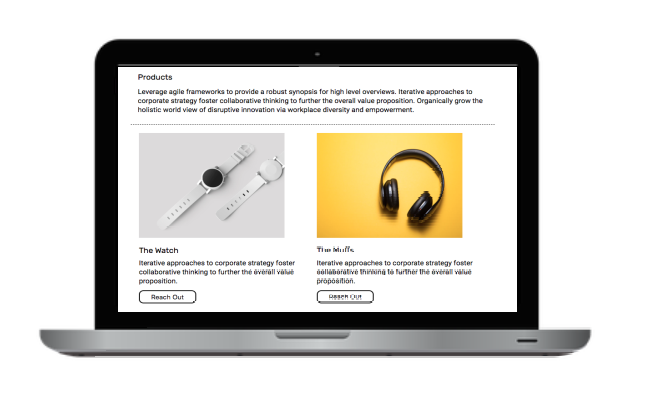 Products
Leverage agile frameworks to provide a robust synopsis for high level overviews. Iterative approaches to
corporate strategy foster collaborative thinking to further the overall value proposition. Organically grow the
holistic world view of disruptive innovation via workplace diversity and empowerment.
The Watch
Iterative approaches to corporate strategy foster
collaborative thinking to further the overall value
proposition.
Reach Out
The Muffs
Iterative approaches to corporate strategy foster
collaborative thinking to further the overall value
proposition.
Reach Out